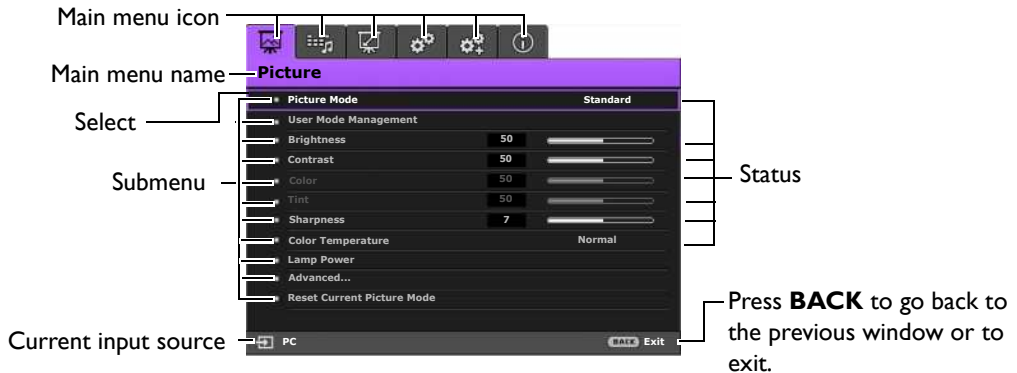 Main menu icon
Main menu name
Picture
Select
Picture Mode Standard
User Mode Management
Brightness 50
Contrast 50
Submenu
Color 50
Status
Tint 50
Sharpness 7
Color Temperature Normal
Lamp Power
Advanced...
Reset Current Picture Mode
Press BACK to go back to
the previous window or to
exit.
Current input source
PC
BACK Exit